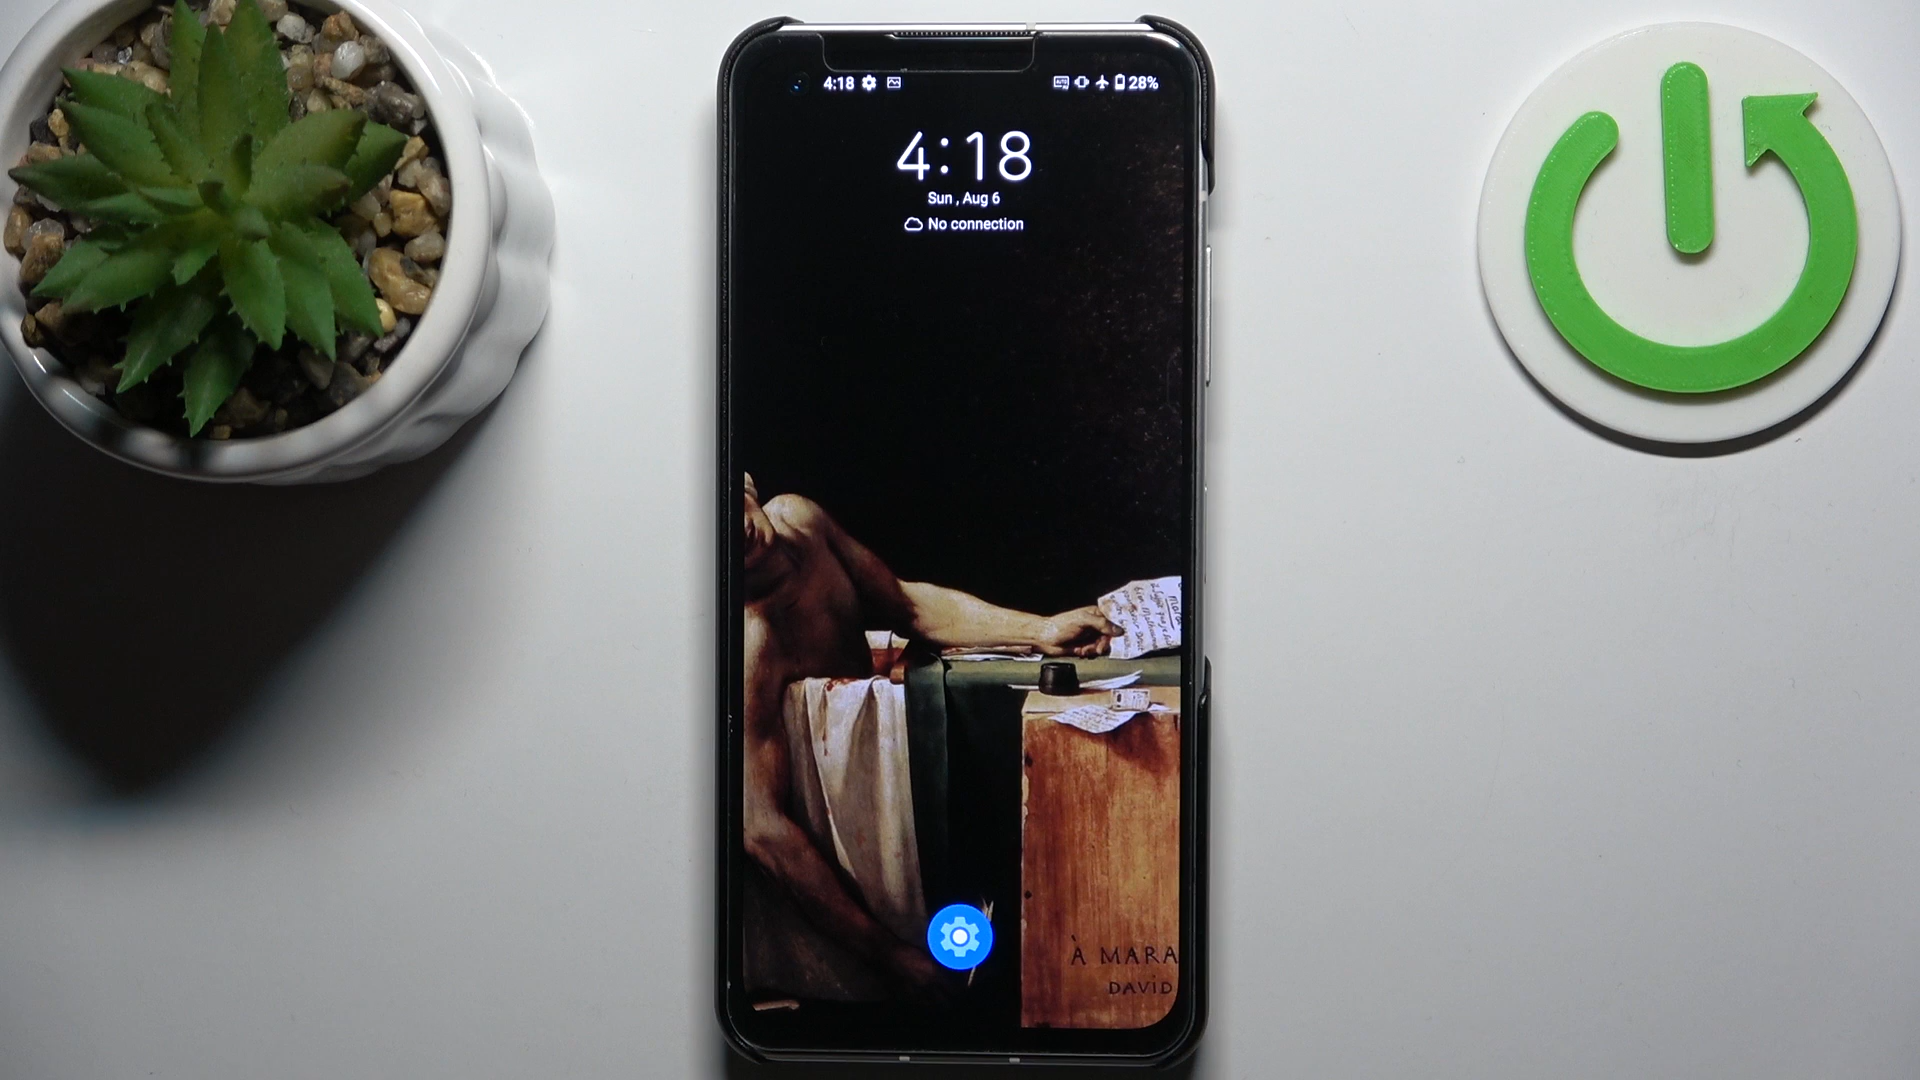 4:18
28%
4:18
Sun, Aug 6
No connection
À MARA
DAVID